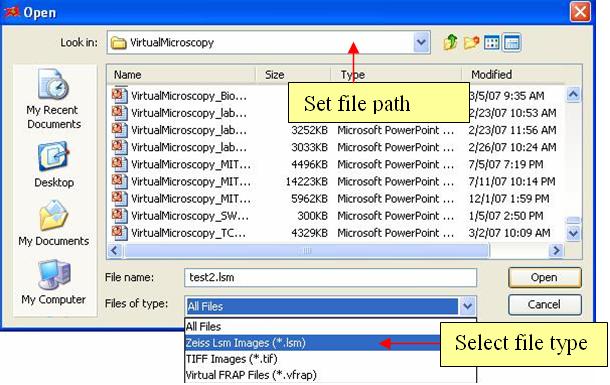 Open
Look in: VirtualMicroscopy
Name Size Type Modified
VirtualMicroscopy_Bio... 3/5/07 9:35 AM
VirtualMicroscopy_lab... 2/23/07 10:53 AM
VirtualMicroscopy_lab... 3252KB Microsoft PowerPoint ... 2/23/07 11:56 AM
VirtualMicroscopy_lab... 3033KB Microsoft PowerPoint ... 2/26/07 10:24 AM
VirtualMicroscopy_MIT... 4496KB Microsoft PowerPoint ... 7/5/07 7:19 PM
VirtualMicroscopy_MIT... 14223KB Microsoft PowerPoint ... 7/11/07 10:14 PM
VirtualMicroscopy_MIT... 5962KB Microsoft PowerPoint ... 12/1/07 1:59 PM
VirtualMicroscopy_SW... 300KB Microsoft PowerPoint ... 1/5/07 2:50 PM
VirtualMicroscopy_TC... 4329KB Microsoft PowerPoint ... 3/2/07 10:09 AM
Set file path
My Recent
Documents
Desktop
My Documents
My Computer
File name: test2.lsm Open
Files of type: All Files Cancel
All Files
Zeiss Lsm Images (*.lsm)
TIFF Images (*.tif)
Virtual FRAP Files (*.vfrap)
Select file type